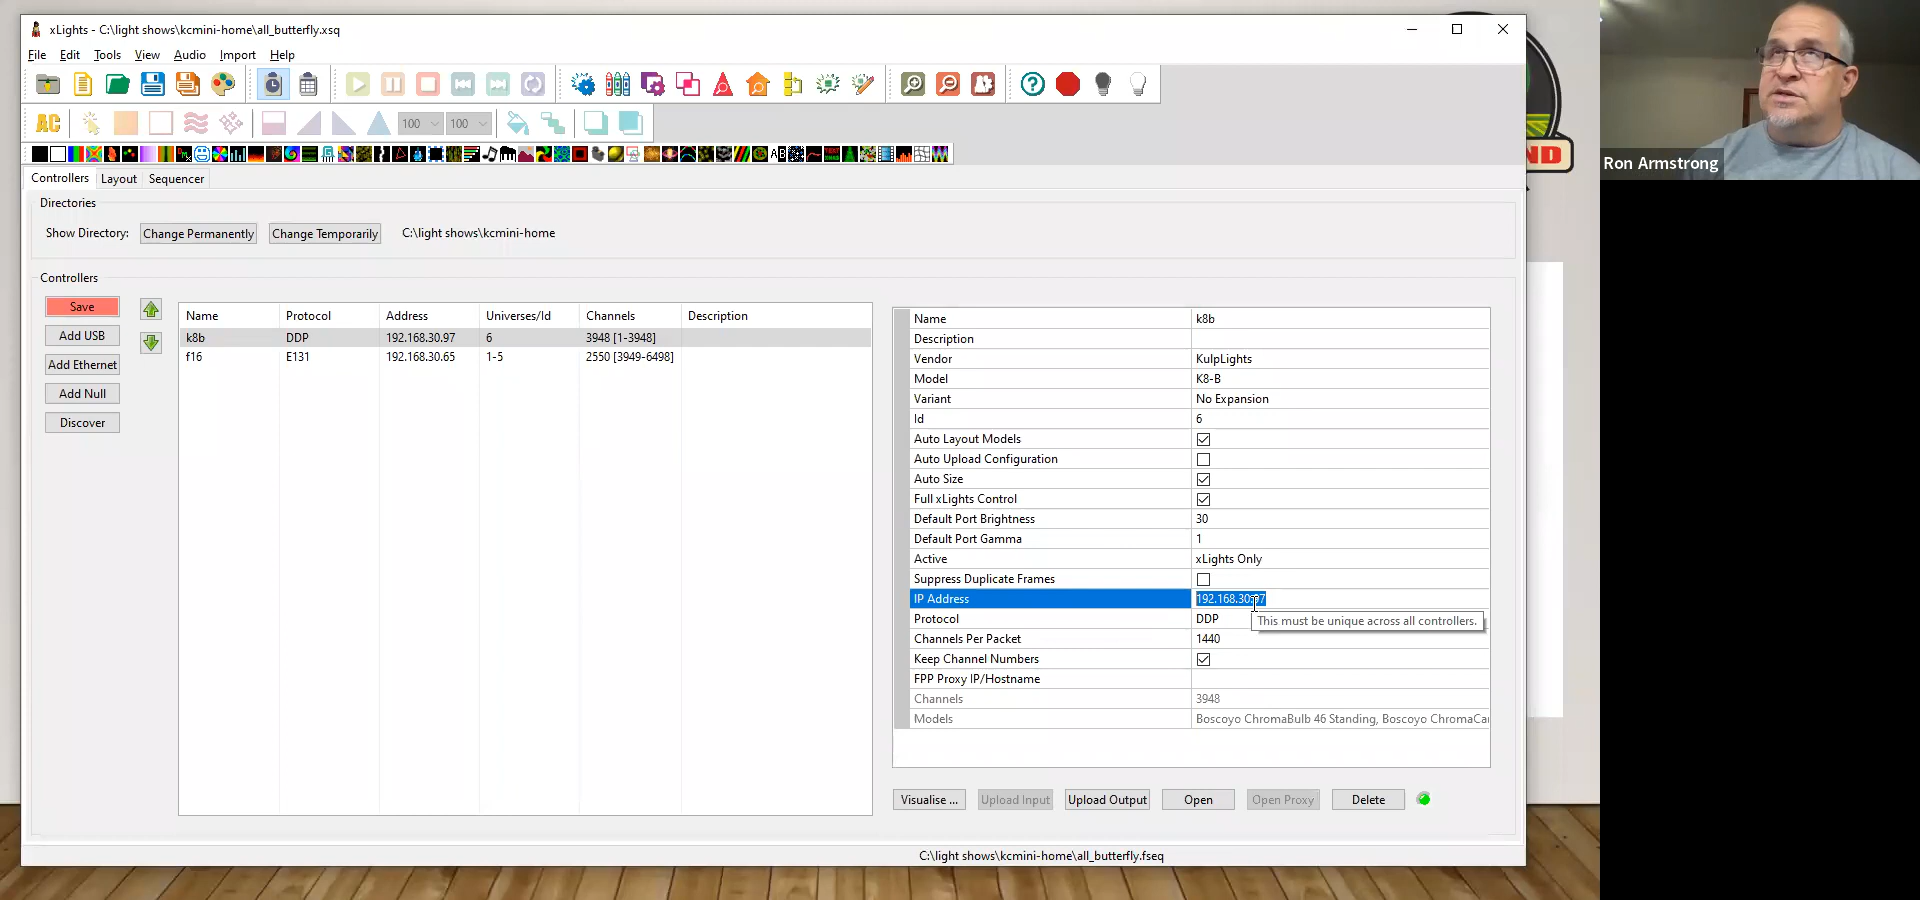 xLights - C:\light shows\kcmini-home\all_butterfly.xsq
File Edit Tools View Audio Import Help
AC 100 100
Controllers Layout Sequencer
Directories
Show Directory: Change Permanently Change Temporarily C:\light shows\kcmini-home
Controllers
Save
Add USB
Add Ethernet
Add Null
Discover
Name Protocol Address Universes/Id Channels Description
k8b DDP 192.168.30.97 6 3948 [1-3948]
f16 E131 192.168.30.65 1-5 2550 [3949-6498]
Name k8b
Description
Vendor KulpLights
Model K8-B
Variant No Expansion
Id 6
Auto Layout Models
Auto Upload Configuration
Auto Size
Full xLights Control
Default Port Brightness 30
Default Port Gamma 1
Active xLights Only
Suppress Duplicate Frames
IP Address 192.168.30.97
Protocol DDP
This must be unique across all controllers.
Channels Per Packet 1440
Keep Channel Numbers
FPP Proxy IP/Hostname
Channels 3948
Models Boscoyo ChromaBulb 46 Standing, Boscoyo ChromaCa
Visualise ... Upload Input Upload Output Open Open Proxy Delete
C:\light shows\kcmini-home\all_butterfly.fseq
ND
Ron Armstrong